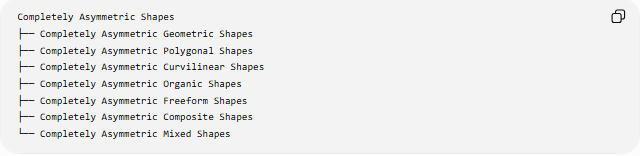 Completely Asymmetric Shapes
├── Completely Asymmetric Geometric Shapes
├── Completely Asymmetric Polygonal Shapes
├── Completely Asymmetric Curvilinear Shapes
├── Completely Asymmetric Organic Shapes
├── Completely Asymmetric Freeform Shapes
├── Completely Asymmetric Composite Shapes
└── Completely Asymmetric Mixed Shapes